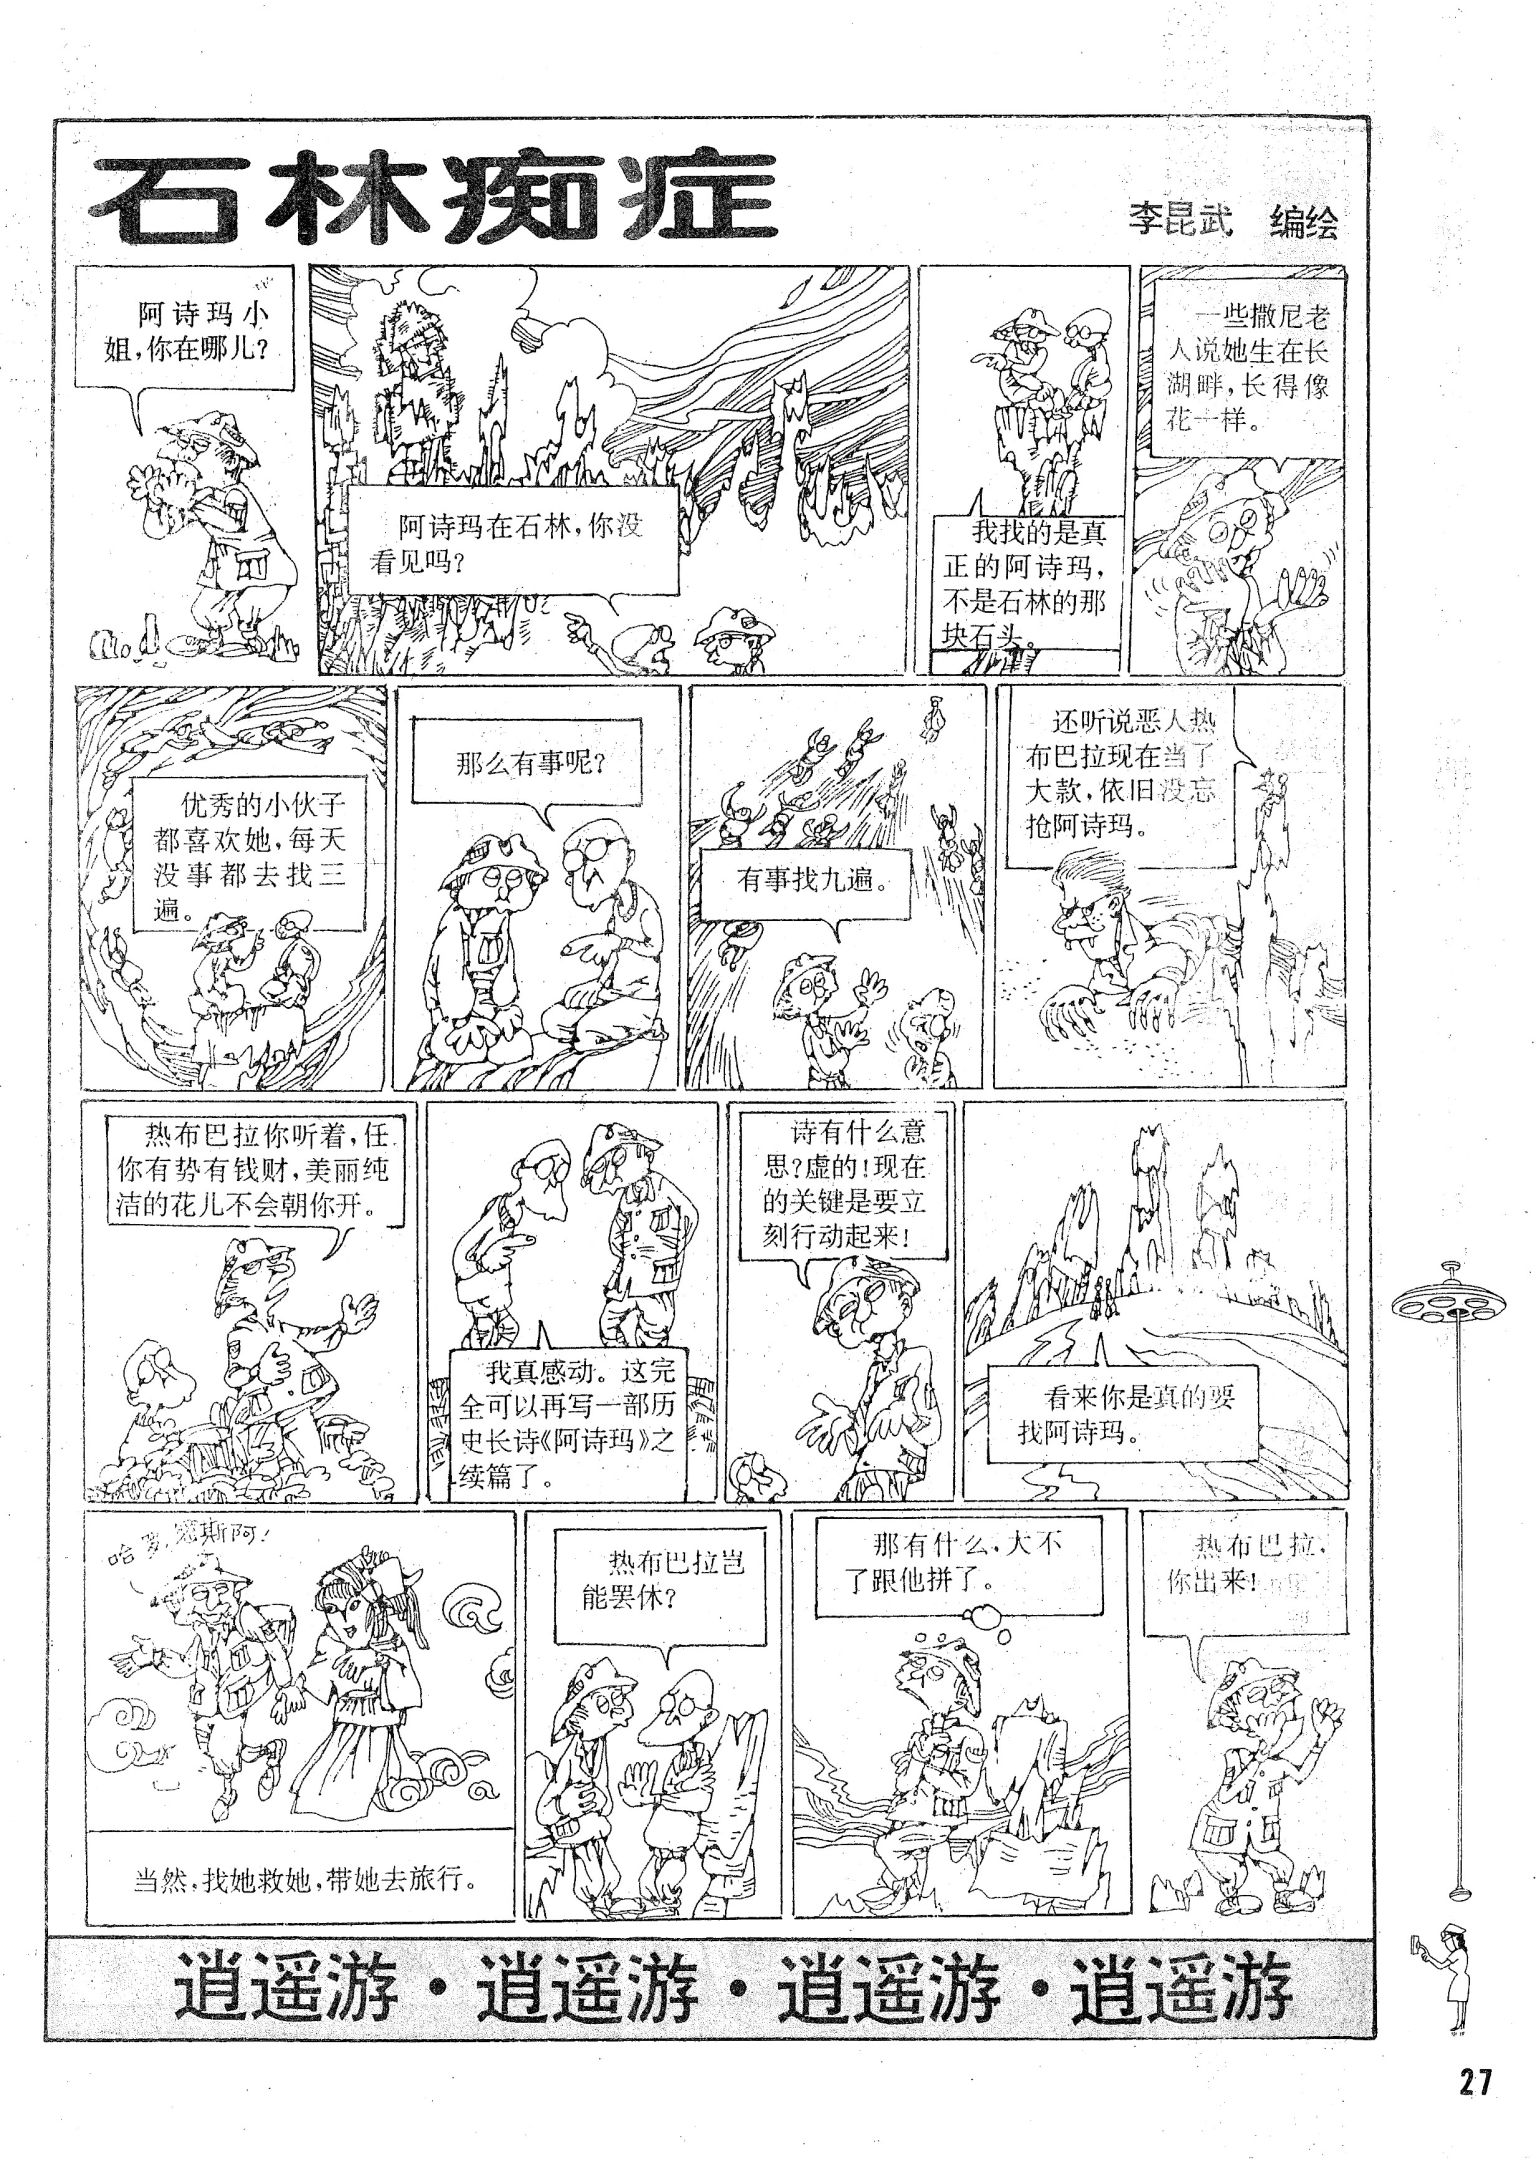 石林痴症
李昆武 编绘
阿诗玛小
姐，你在哪儿？
阿诗玛在石林，你没
看见吗？
我找的是真
正的阿诗玛，
不是石林的那
块石头。
一些撒尼老
人说她生在长
湖畔，长得像
花一样。
优秀的小伙子
都喜欢她，每天
没事都去找三
遍。
那么有事呢？
有事找九遍。
还听说恶人热
布巴拉现在当了
大款，依旧没忘
抢阿诗玛。
热布巴拉你听着，任
你有势有钱财，美丽纯
洁的花儿不会朝你开。
我真感动。这完
全可以再写一部历
史长诗《阿诗玛》之
续篇了。
诗有什么意
思？虚的！现在
的关键是要立
刻行动起来！
看来你是真的要
找阿诗玛。
斯阿！
当然，找她救她，带她去旅行。
热布巴拉岂
能罢休？
那有什么，大不
了跟他拼了。
热布巴拉，
你出来！
逍遥游·逍遥游·逍遥游·逍遥游
27